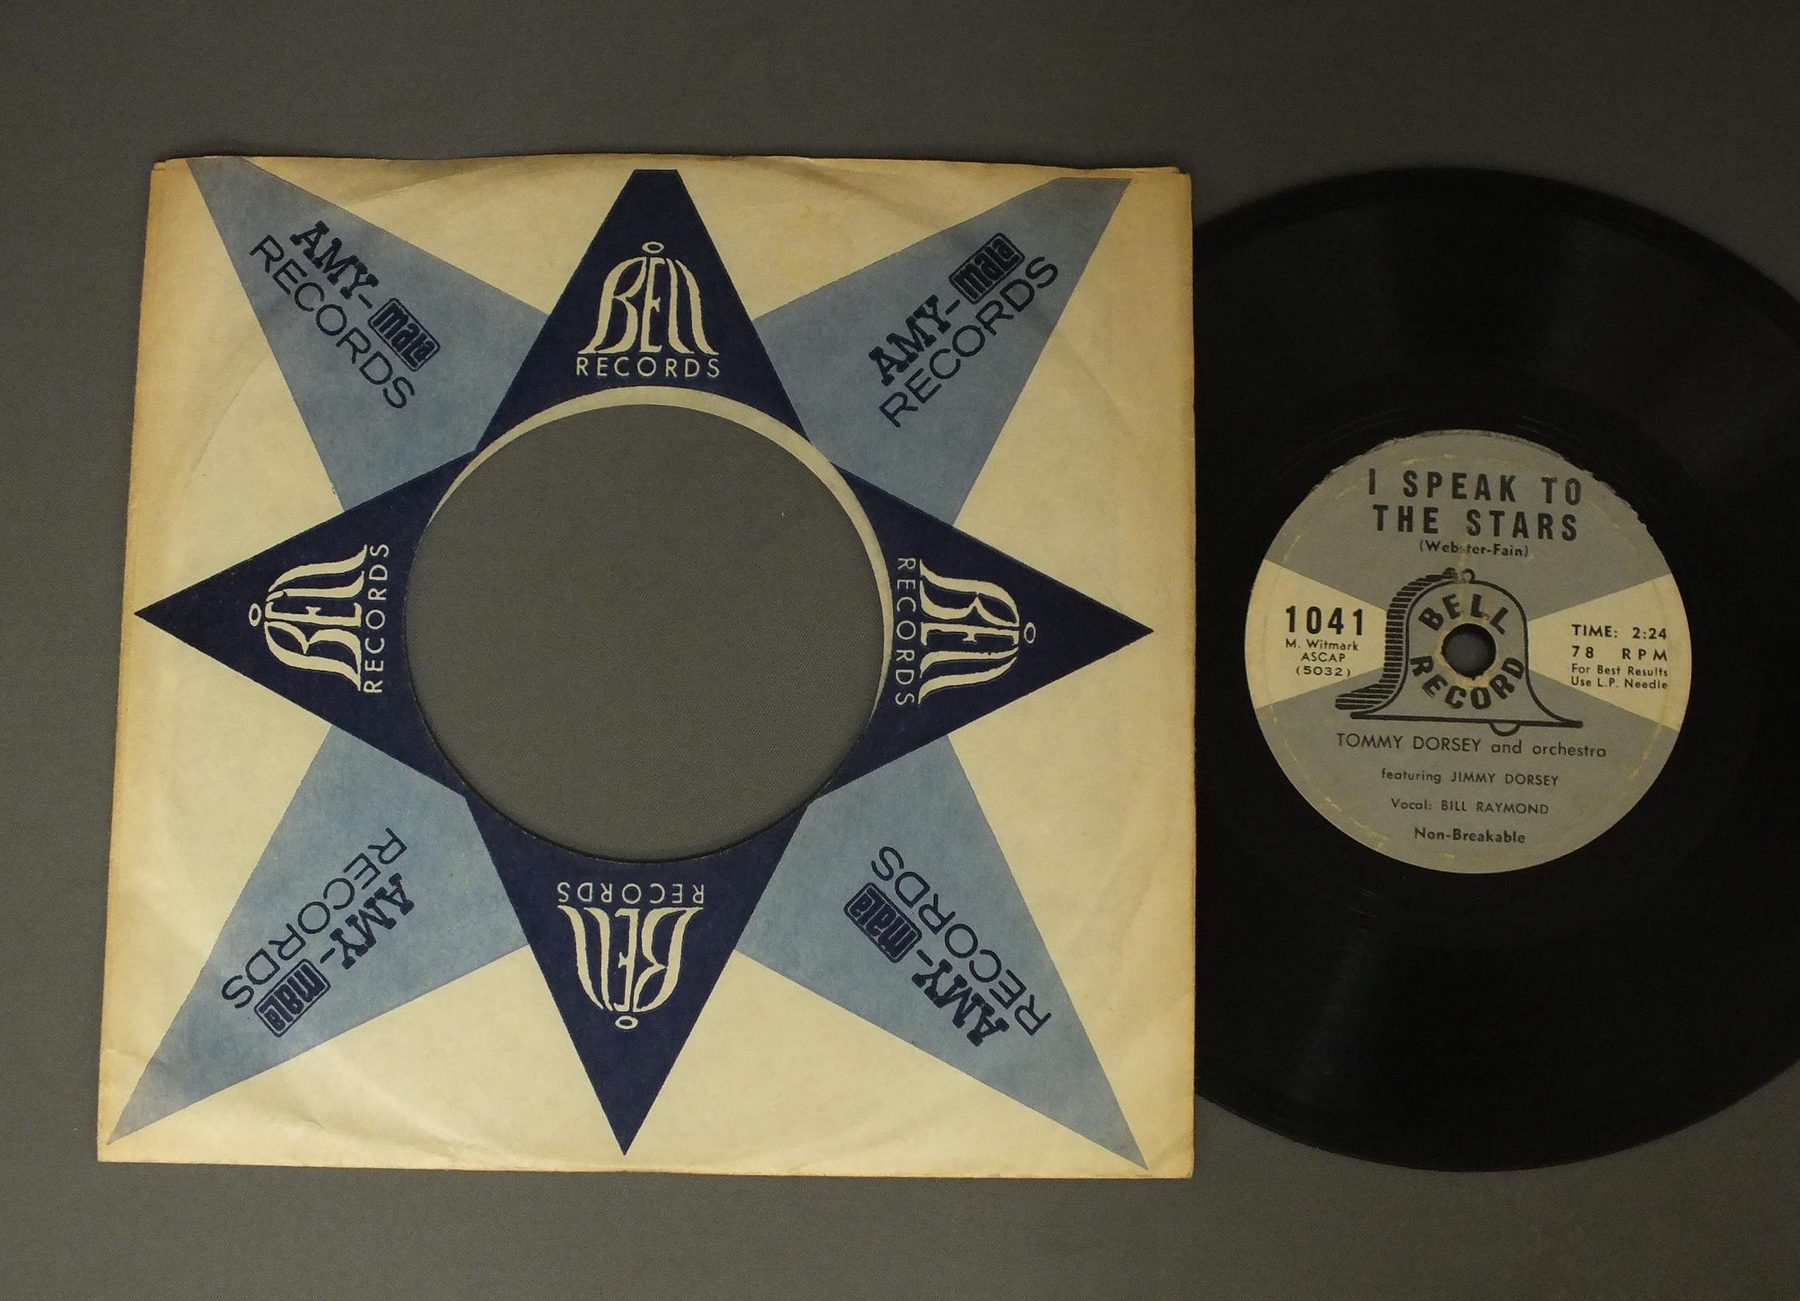 AMY-mala
RECORDS
BELL
RECORDS
AMY-mala
RECORDS
BELL
RECORDS
BELL
RECORDS
AMY-mala
RECORDS
BELL
RECORDS
AMY-mala
RECORDS
I SPEAK TO
THE STARS
(Webster-Fain)
1041
M. Witmark
ASCAP
(5032)
BELL
RECORD
TIME: 2:24
78 RPM
For Best Results
Use L.P. Needle
TOMMY DORSEY and orchestra
featuring JIMMY DORSEY
Vocal: BILL RAYMOND
Non-Breakable